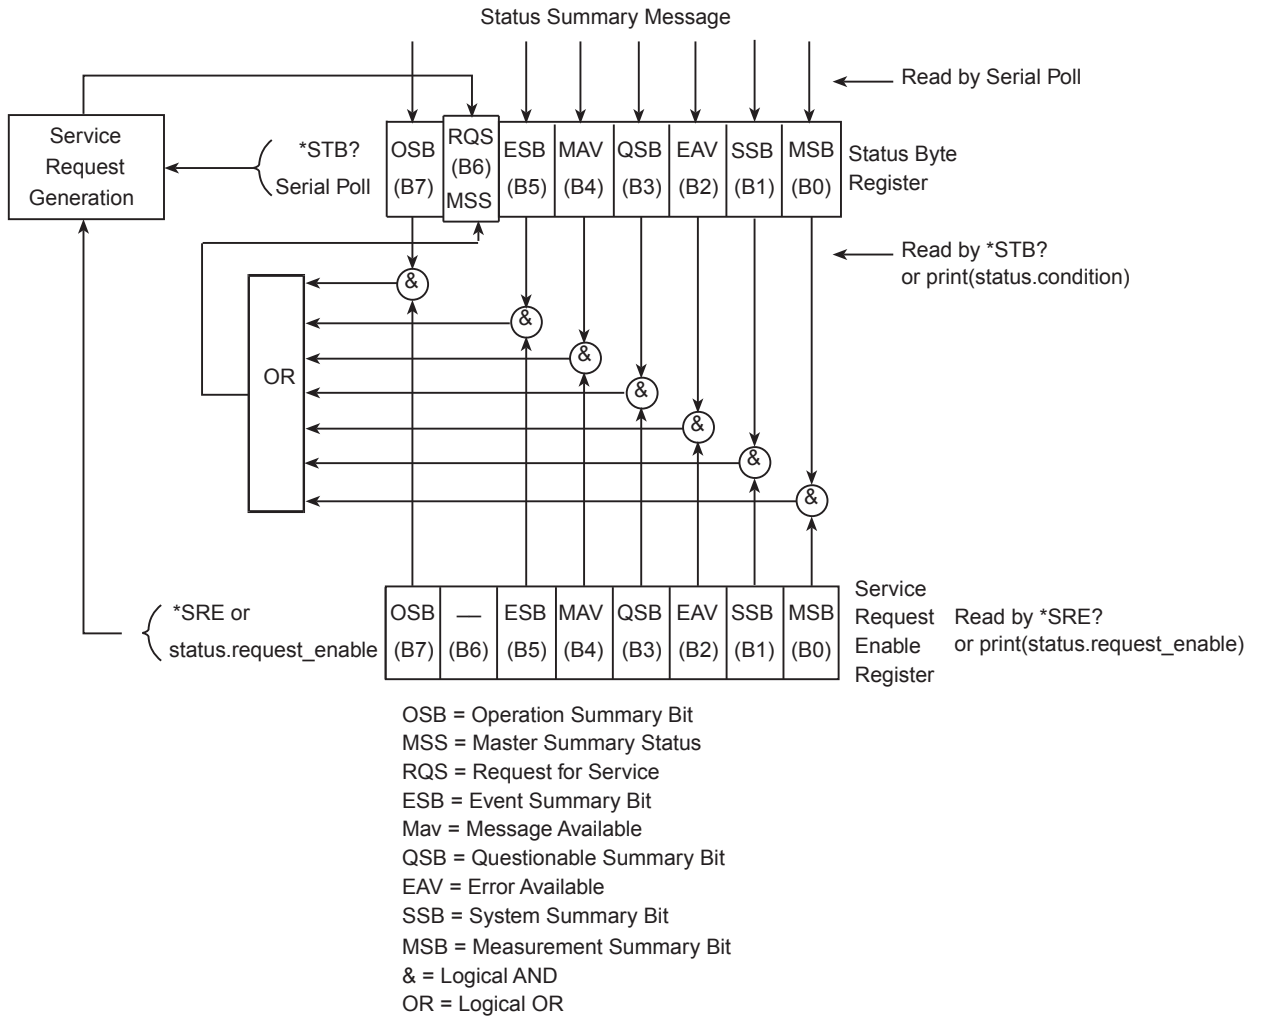 Status Summary Message
Read by Serial Poll
Service
Request
Generation
*STB?
Serial Poll
OSB
(B7)
RQS
(B6)
MSS
ESB
(B5)
MAV
(B4)
QSB
(B3)
EAV
(B2)
SSB
(B1)
MSB
(B0)
Status Byte
Register
Read by *STB?
or print(status.condition)
&
&
&
&
&
&
&
OR
*SRE or
status.request_enable
OSB
(B7)
—
(B6)
ESB
(B5)
MAV
(B4)
QSB
(B3)
EAV
(B2)
SSB
(B1)
MSB
(B0)
Service
Request
Enable
Register
Read by *SRE?
or print(status.request_enable)
OSB = Operation Summary Bit
MSS = Master Summary Status
RQS = Request for Service
ESB = Event Summary Bit
Mav = Message Available
QSB = Questionable Summary Bit
EAV = Error Available
SSB = System Summary Bit
MSB = Measurement Summary Bit
& = Logical AND
OR = Logical OR